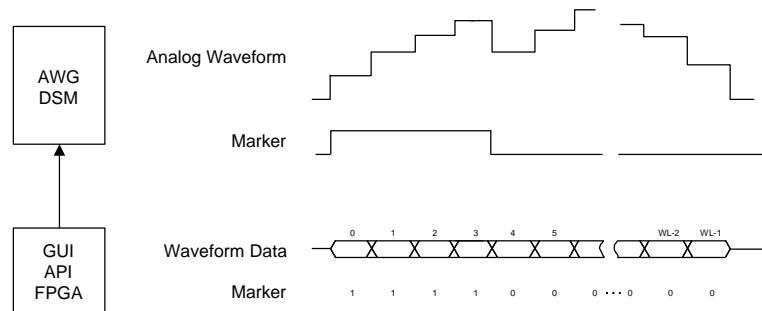 AWG
DSM
Analog Waveform
Marker
GUI
API
FPGA
0 1 2 3 4 5 WL-2 WL-1
Waveform Data
Marker
1 1 1 1 0 0 0 ··· 0 0 0